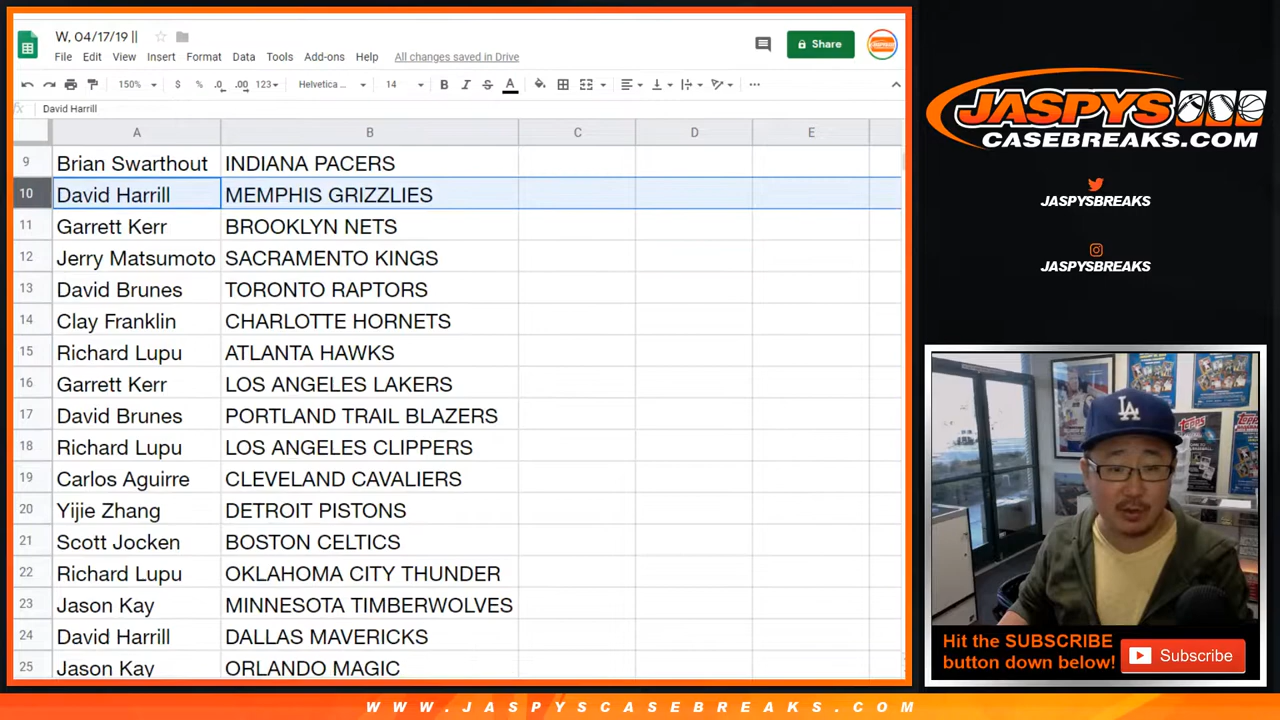 W, 04/17/19 ||
File Edit View Insert Format Data Tools Add-ons Help All changes saved in Drive
Share
150% $ % .0 .00 123 Helvetica ... 14 B I S A
fx David Harrill
A B C D E
9 Brian Swarthout INDIANA PACERS
10 David Harrill MEMPHIS GRIZZLIES
11 Garrett Kerr BROOKLYN NETS
12 Jerry Matsumoto SACRAMENTO KINGS
13 David Brunes TORONTO RAPTORS
14 Clay Franklin CHARLOTTE HORNETS
15 Richard Lupu ATLANTA HAWKS
16 Garrett Kerr LOS ANGELES LAKERS
17 David Brunes PORTLAND TRAIL BLAZERS
18 Richard Lupu LOS ANGELES CLIPPERS
19 Carlos Aguirre CLEVELAND CAVALIERS
20 Yijie Zhang DETROIT PISTONS
21 Scott Jocken BOSTON CELTICS
22 Richard Lupu OKLAHOMA CITY THUNDER
23 Jason Kay MINNESOTA TIMBERWOLVES
24 David Harrill DALLAS MAVERICKS
25 Jason Kay ORLANDO MAGIC
JASPYS
CASEBREAKS.COM
JASPYSBREAKS
JASPYSBREAKS
LA
topps
Hit the SUBSCRIBE
button down below!
Subscribe
WWW.JASPYSCASEBREAKS.COM